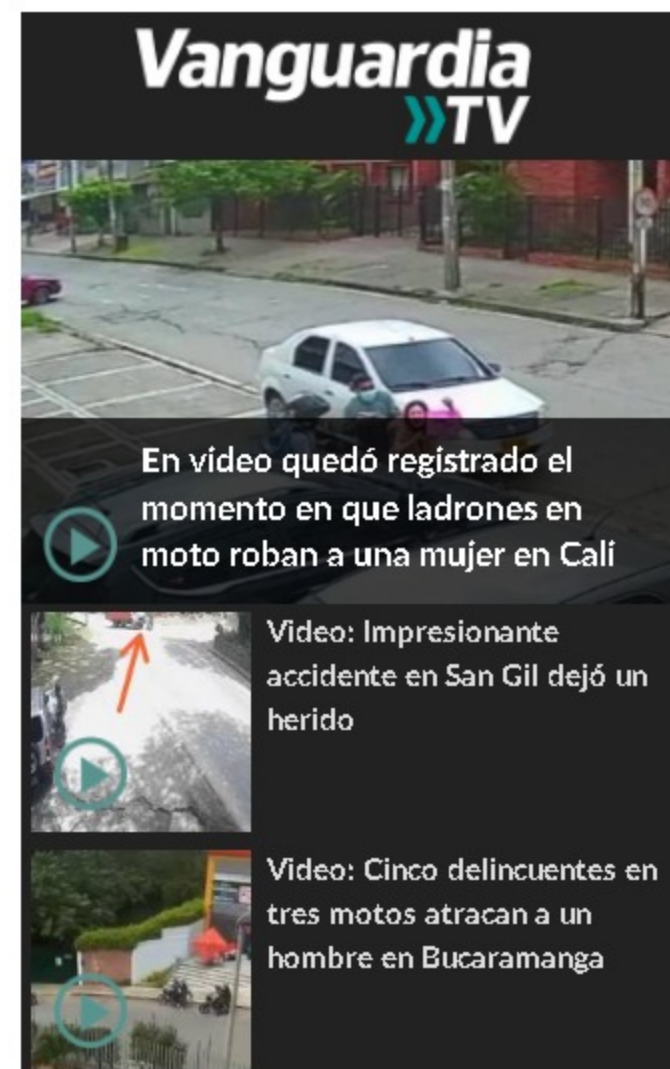 Vanguardia
»TV
En video quedó registrado el
momento en que ladrones en
moto roban a una mujer en Cali
Video: Impresionante
accidente en San Gil dejó un
herido
Video: Cinco delincuentes en
tres motos atracan a un
hombre en Bucaramanga